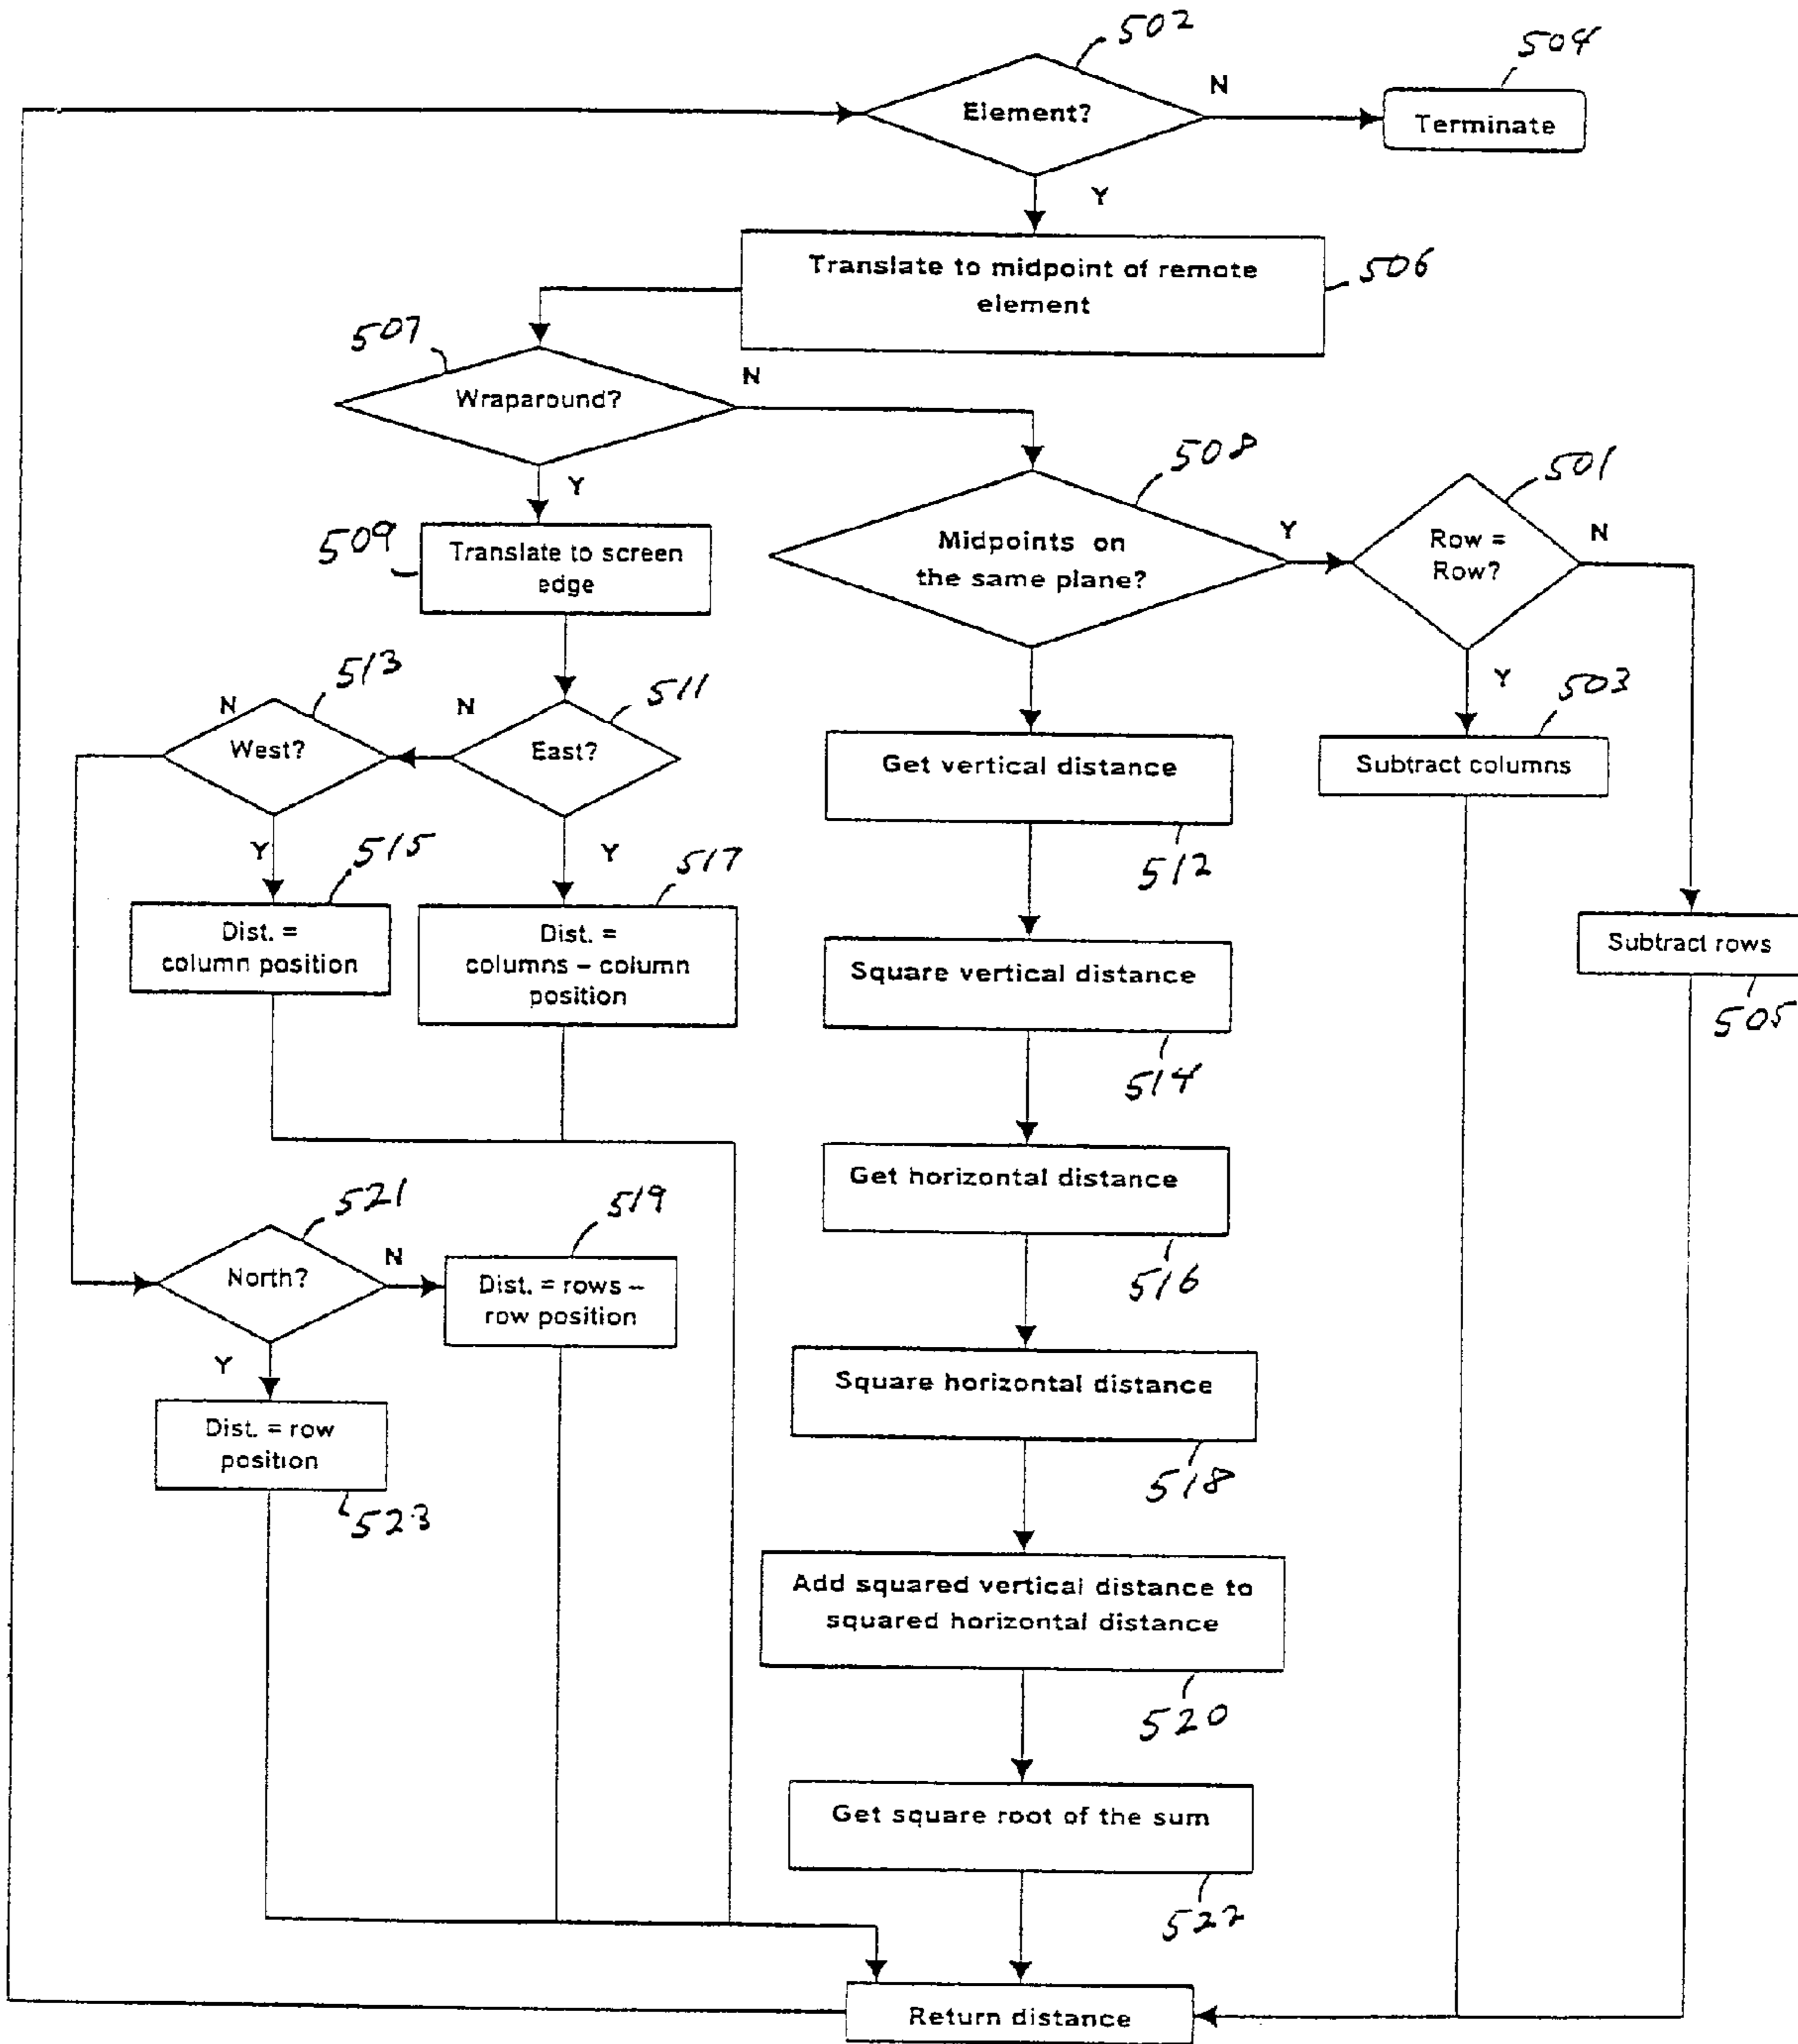 502
504
Element?
N
Terminate
Y
Translate to midpoint of remote
element
506
507
Wraparound?
N
Y
508
501
509
Translate to screen
edge
Midpoints on
the same plane?
Y
Row =
Row?
N
Y
513
511
N
West?
N
East?
503
Get vertical distance
512
Subtract columns
Y
515
Y
517
Dist. =
column position
Dist. =
columns – column
position
Square vertical distance
514
Subtract rows
505
Get horizontal distance
516
521
519
North?
N
Dist. = rows –
row position
Y
Square horizontal distance
518
Dist. = row
position
523
Add squared vertical distance to
squared horizontal distance
520
Get square root of the sum
522
Return distance